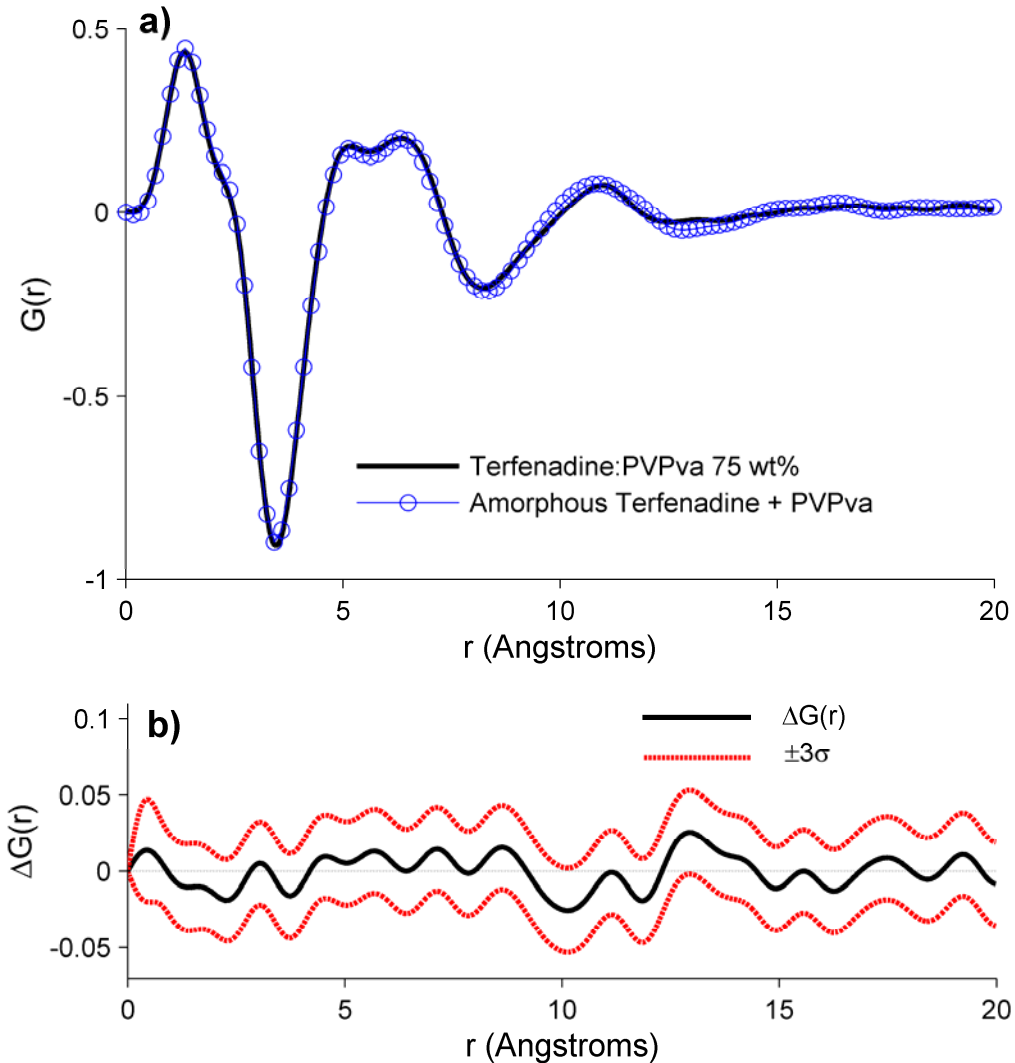 a)
0.5
0
-0.5
-1
G(r)
Terfenadine:PVPva 75 wt%
Amorphous Terfenadine + PVPva
0 5 10 15 20
r (Angstroms)
b)
ΔG(r)
±3σ
0.1
0.05
0
-0.05
ΔG(r)
0 5 10 15 20
r (Angstroms)